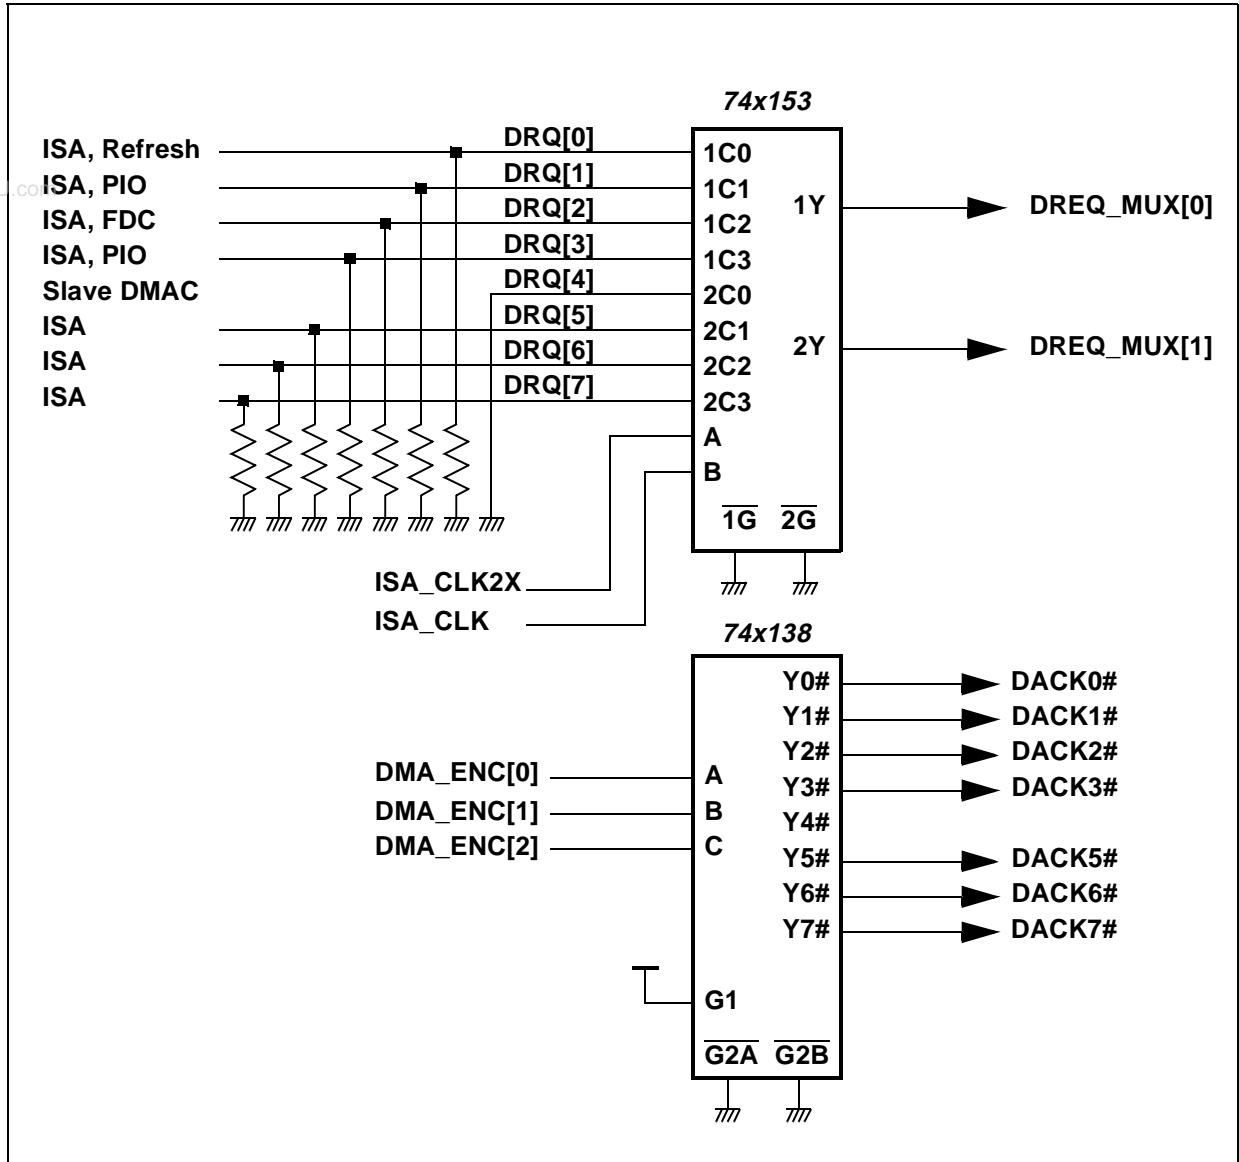 74x153
ISA, Refresh DRQ[0] 1C0
J.com
ISA, PIO DRQ[1] 1C1
1Y DREQ_MUX[0]
ISA, FDC DRQ[2] 1C2
ISA, PIO DRQ[3] 1C3
Slave DMAC DRQ[4] 2C0
ISA DRQ[5] 2C1
2Y DREQ_MUX[1]
ISA DRQ[6] 2C2
ISA DRQ[7] 2C3
A
B
1G 2G
ISA_CLK2X
ISA_CLK
74x138
Y0# DACK0#
Y1# DACK1#
Y2# DACK2#
DMA_ENC[0] A Y3# DACK3#
DMA_ENC[1] B Y4#
DMA_ENC[2] C Y5# DACK5#
Y6# DACK6#
Y7# DACK7#
G1
G2A G2B